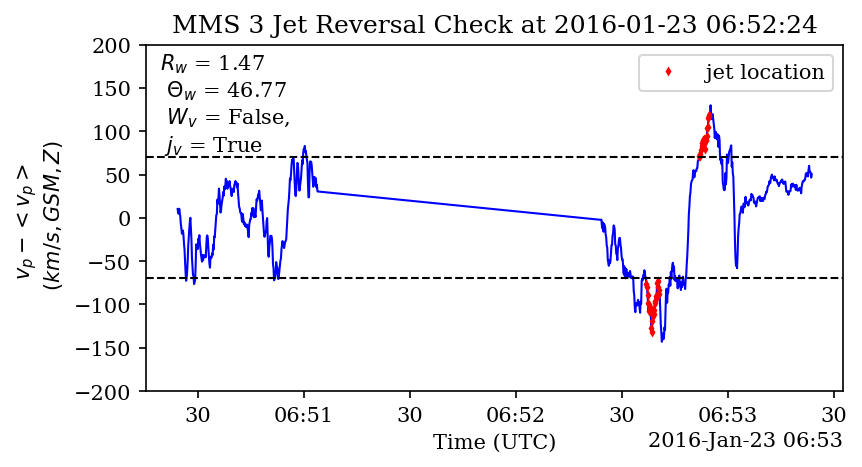 MMS 3 Jet Reversal Check at 2016-01-23 06:52:24
R_w = 1.47
Θ_w = 46.77
W_v = False,
j_v = True
jet location
v_p − < v_p >
(km/s, GSM, Z)
200
150
100
50
0
−50
−100
−150
−200
30
06:51
30
06:52
30
06:53
30
Time (UTC)
2016-Jan-23 06:53